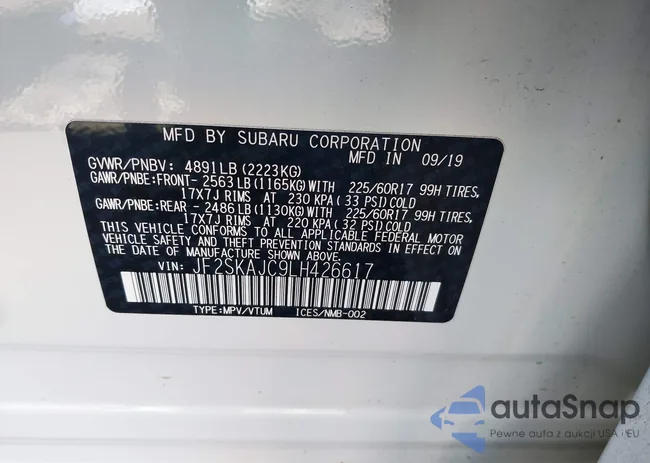 MFD BY SUBARU CORPORATION
MFD IN JAPAN 09/19
GVWR/PNBV: 4891LB (2223KG)
GAWR/PNBE:FRONT- 2563LB (1165KG)WITH 225/60R17 99H TIRES,
17X7J RIMS AT 230 KPA (33 PSI)COLD
GAWR/PNBE:REAR - 2486LB (1130KG)WITH 225/60R17 99H TIRES,
17X7J RIMS AT 220 KPA (32 PSI)COLD
THIS VEHICLE CONFORMS TO ALL APPLICABLE FEDERAL MOTOR
VEHICLE SAFETY AND THEFT PREVENTION STANDARDS IN EFFECT ON
THE DATE OF MANUFACTURE SHOWN ABOVE.
VIN: JF2SKAJC9LH426617
TYPE:MPV/VTUM ICES/NMB-002
autaSnap
Pewne auta z aukcji USA i EU